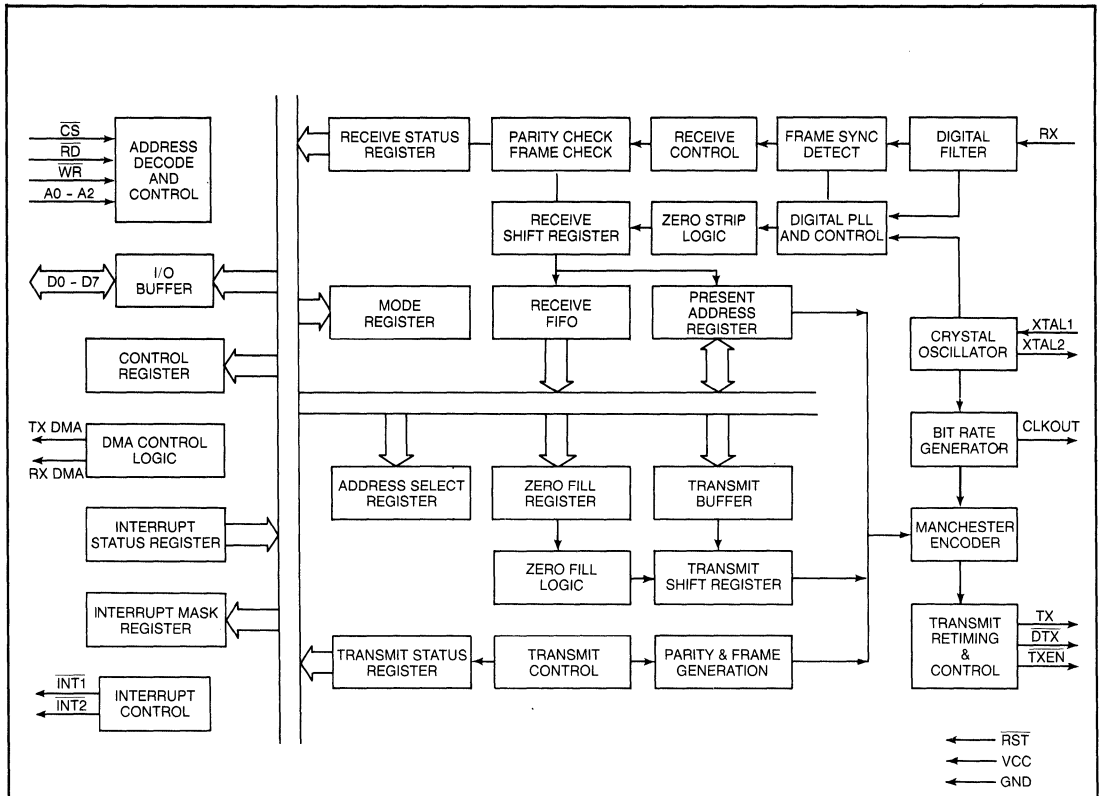 CS
RD
WR
A0 - A2
ADDRESS
DECODE
AND
CONTROL
RECEIVE STATUS
REGISTER
PARITY CHECK
FRAME CHECK
RECEIVE
CONTROL
FRAME SYNC
DETECT
DIGITAL
FILTER
RX
RECEIVE
SHIFT REGISTER
ZERO STRIP
LOGIC
DIGITAL PLL
AND CONTROL
D0 - D7
I/O
BUFFER
MODE
REGISTER
RECEIVE
FIFO
PRESENT
ADDRESS
REGISTER
CRYSTAL
OSCILLATOR
XTAL1
XTAL2
CONTROL
REGISTER
TX DMA
RX DMA
DMA CONTROL
LOGIC
BIT RATE
GENERATOR
CLKOUT
ADDRESS SELECT
REGISTER
ZERO FILL
REGISTER
TRANSMIT
BUFFER
INTERRUPT
STATUS REGISTER
MANCHESTER
ENCODER
ZERO FILL
LOGIC
TRANSMIT
SHIFT REGISTER
INTERRUPT MASK
REGISTER
TRANSMIT STATUS
REGISTER
TRANSMIT
CONTROL
PARITY & FRAME
GENERATION
TRANSMIT
RETIMING
&
CONTROL
TX
DTX
TXEN
INT1
INT2
INTERRUPT
CONTROL
RST
VCC
GND